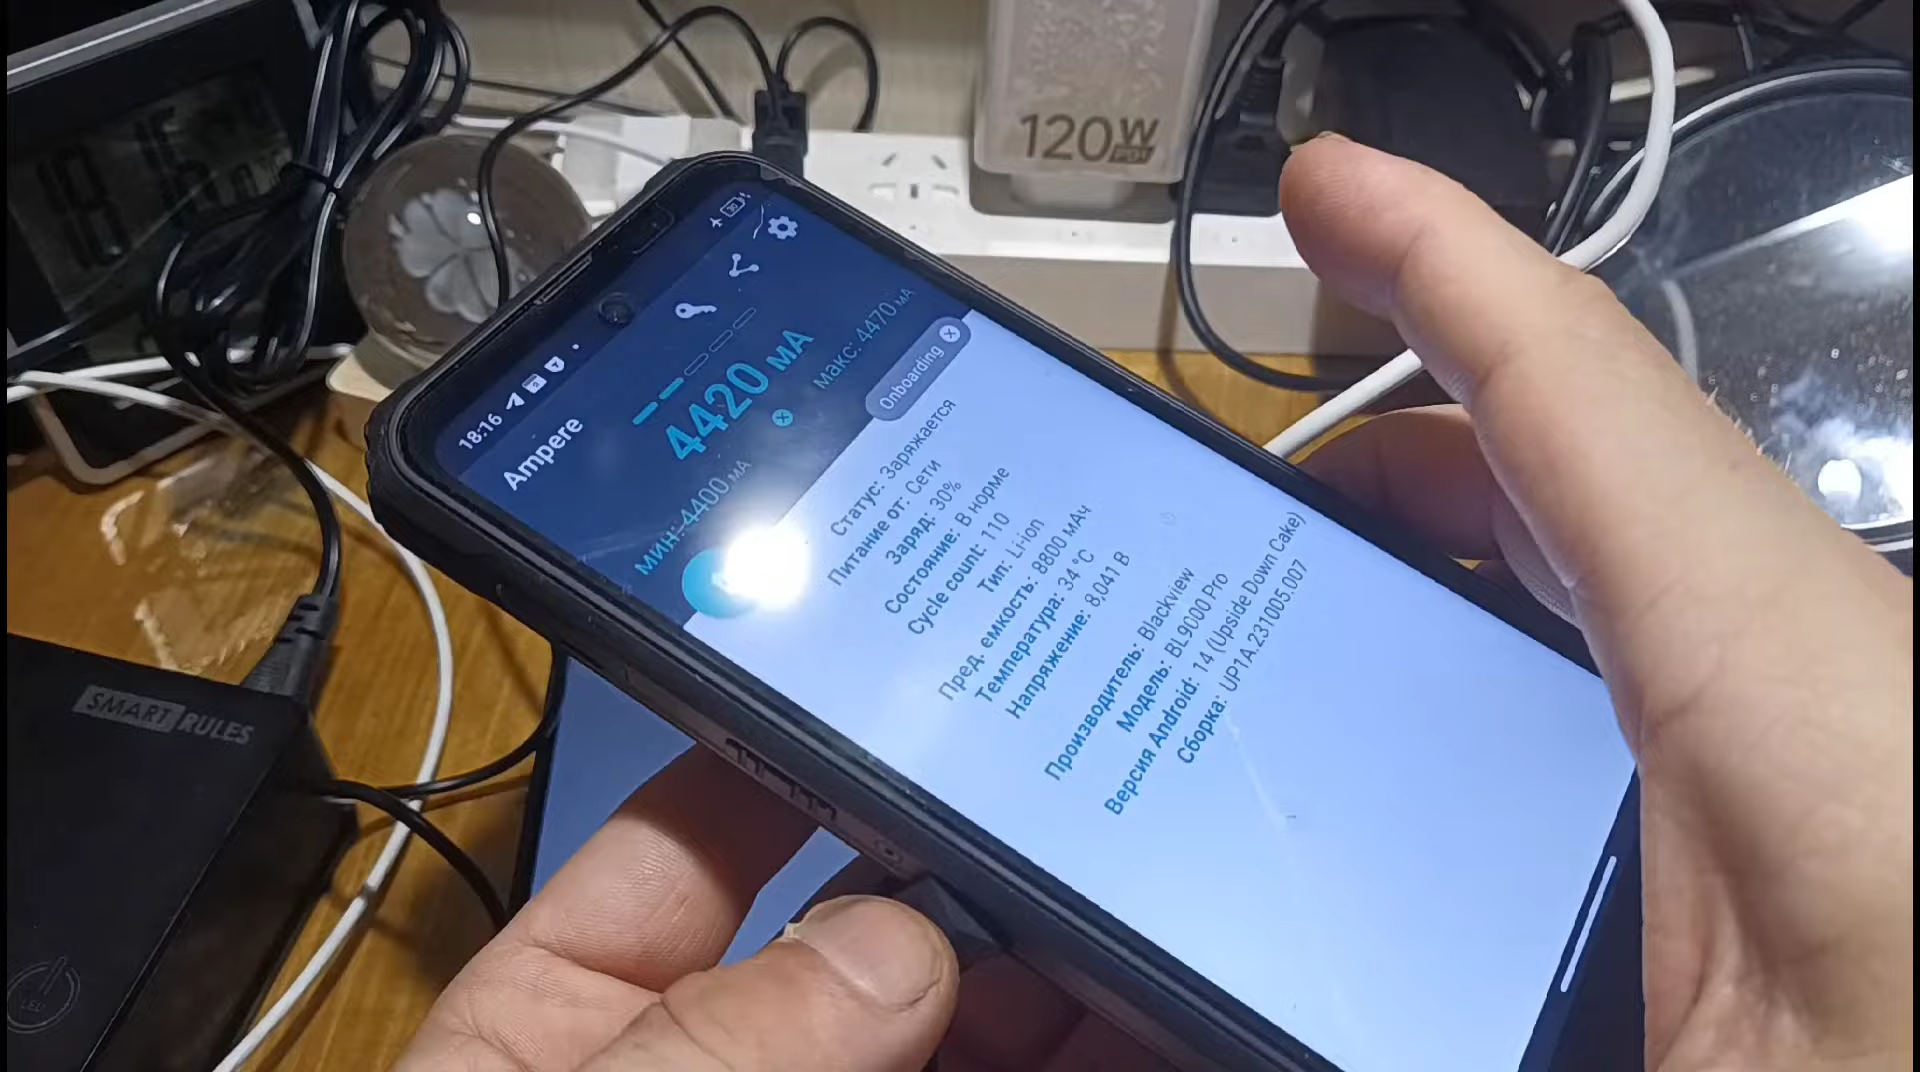 120W
18:16
30
Ampere
4420 мА
мин: 4400 мА
макс: 4470 мА
Onboarding
Статус: Заряжается
Питание от: Сети
Заряд: 30%
Состояние: В норме
Cycle count: 110
Тип: Li-ion
Пред. емкость: 8800 мАч
Температура: 34 °C
Напряжение: 8,041 В
Производитель: Blackview
Модель: BL9000 Pro
Версия Android: 14 (Upside Down Cake)
Сборка: UP1A.231005.007
SMART RULES
LED